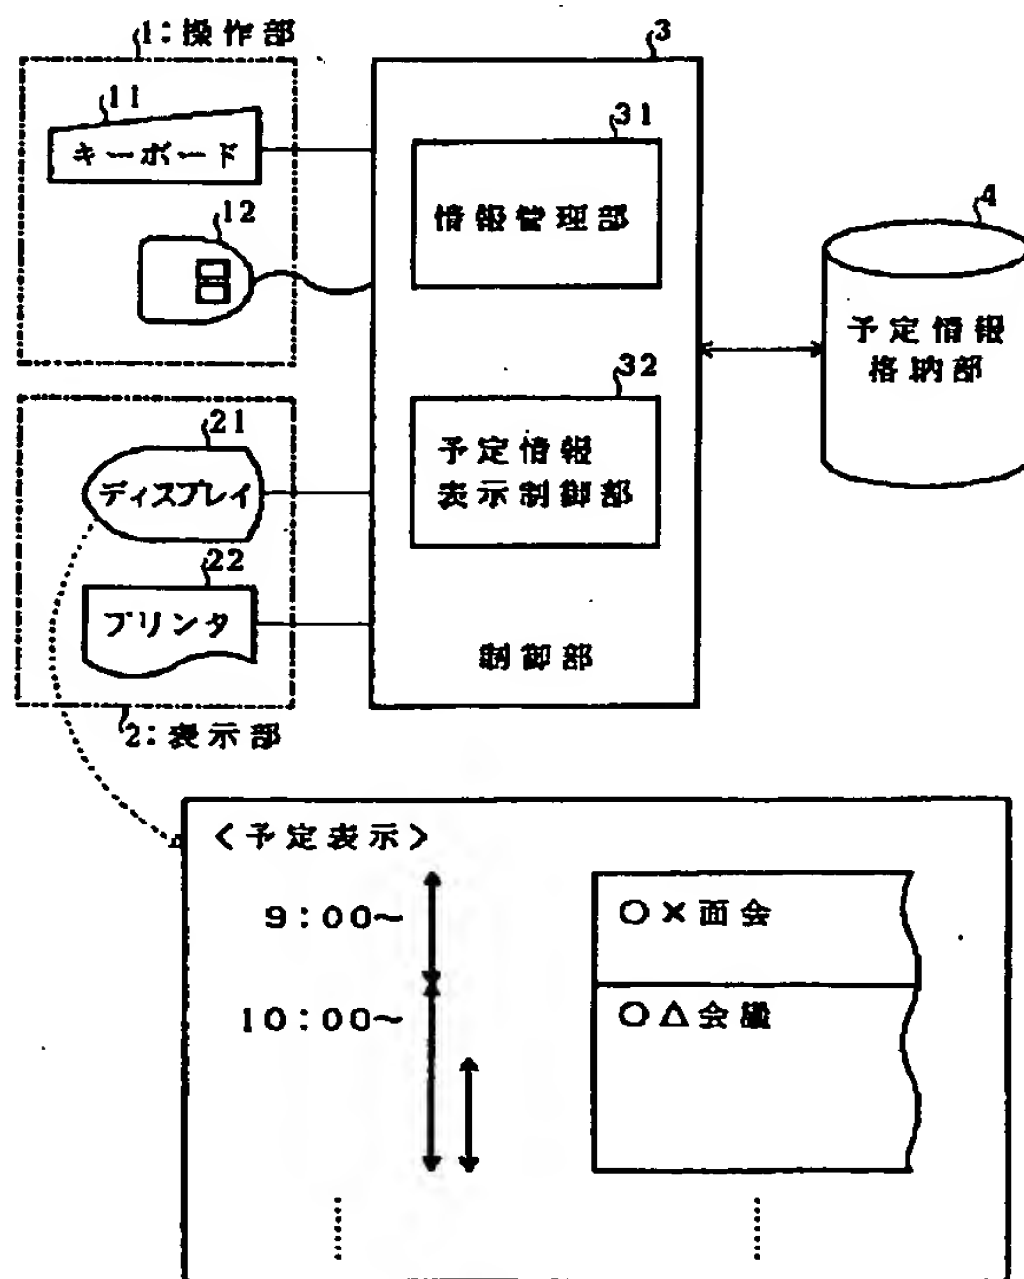 1:操作部
11
キーボード
12
3
31
情報管理部
32
予定情報
表示制御部
制御部
4
予定情報
格納部
21
ディスプレイ
22
プリンタ
2:表示部
<予定表示>
9:00~
○×面会
10:00~
○△会議